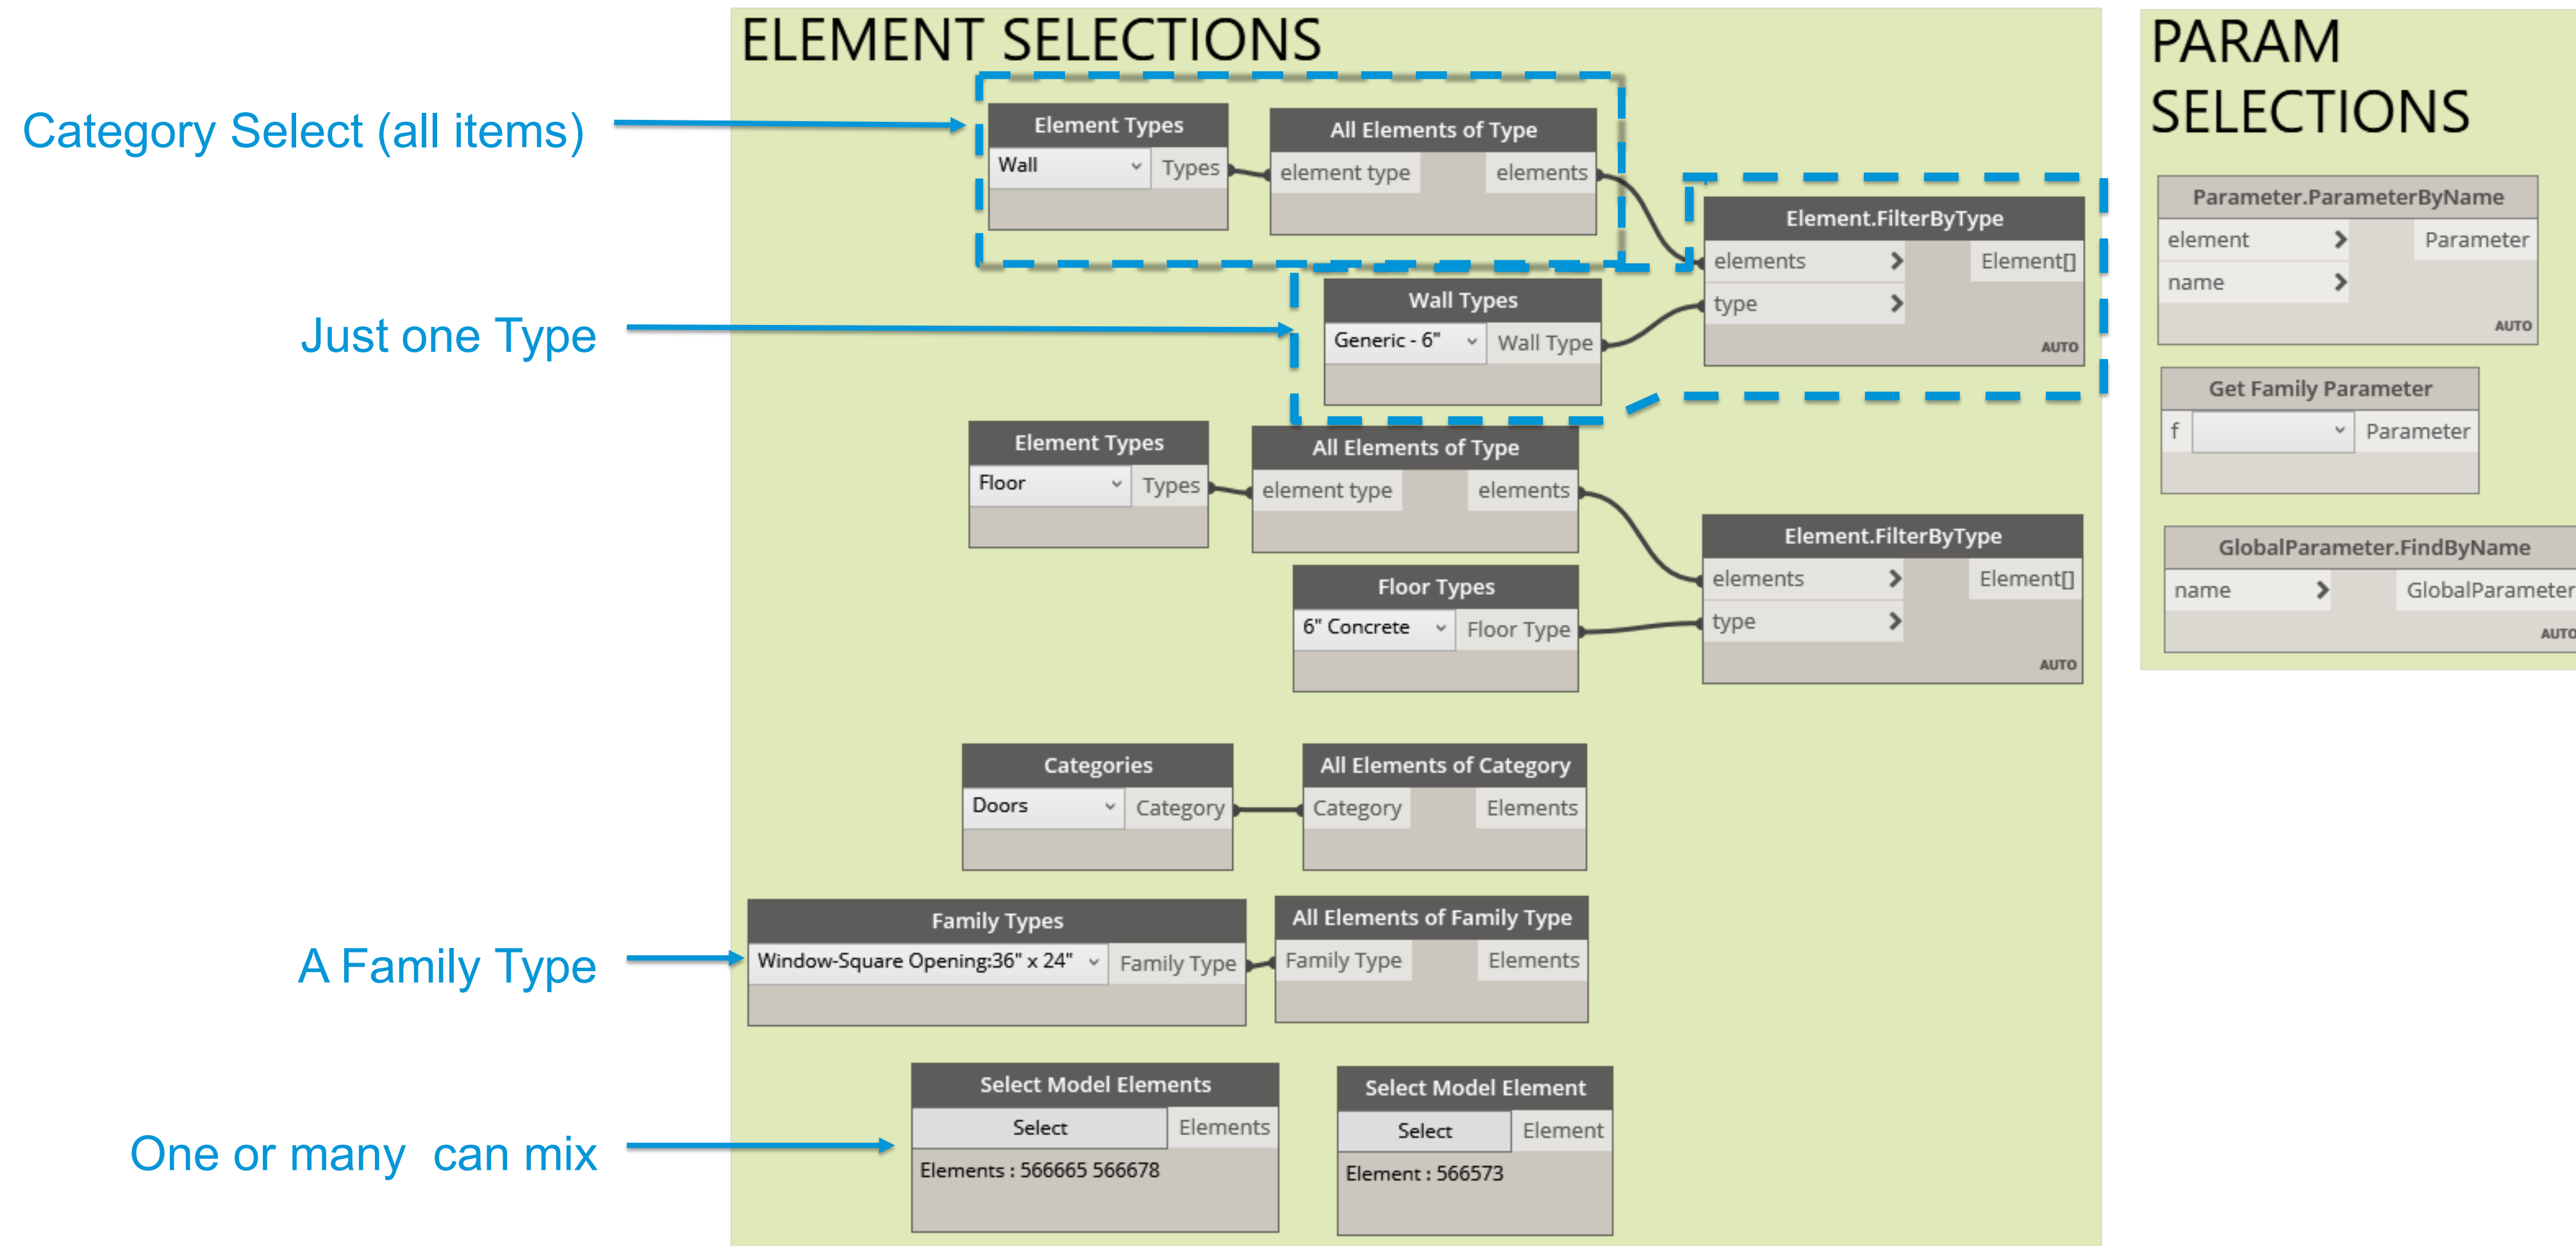 ELEMENT SELECTIONS
Category Select (all items)
Element Types
Wall
Types
All Elements of Type
element type
elements
Element.FilterByType
elements
Element[]
type
AUTO
Just one Type
Wall Types
Generic - 6"
Wall Type
Element Types
Floor
Types
All Elements of Type
element type
elements
Element.FilterByType
elements
Element[]
type
AUTO
Floor Types
6" Concrete
Floor Type
Categories
Doors
Category
All Elements of Category
Category
Elements
A Family Type
Family Types
Window-Square Opening:36" x 24"
Family Type
All Elements of Family Type
Family Type
Elements
One or many  can mix
Select Model Elements
Select
Elements
Elements : 566665 566678
Select Model Element
Select
Element
Element : 566573
PARAM
SELECTIONS
Parameter.ParameterByName
element
Parameter
name
AUTO
Get Family Parameter
f
Parameter
GlobalParameter.FindByName
name
GlobalParameter
AUTO